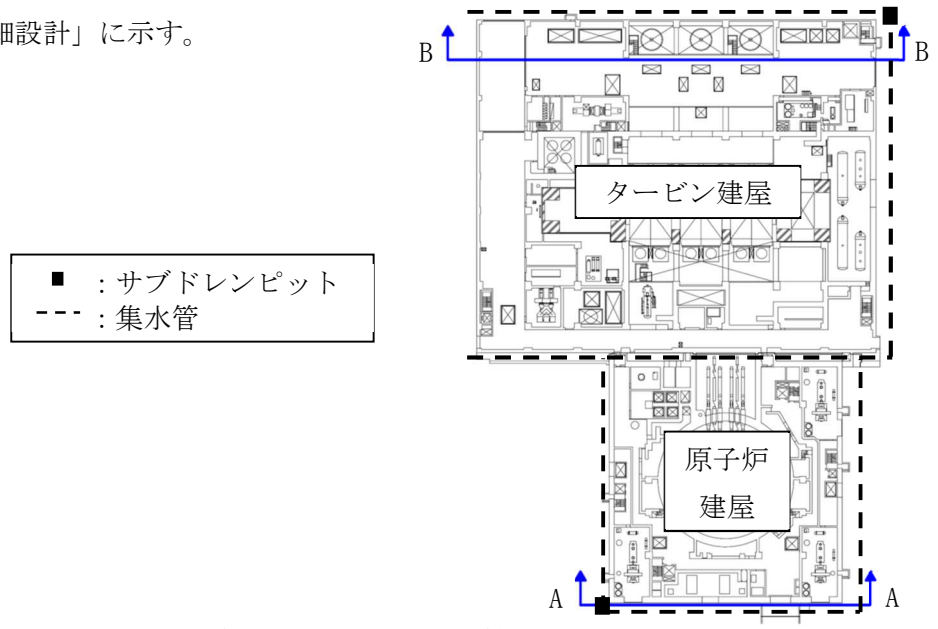 細設計」に示す。
B
B
タービン建屋
■ ：サブドレンピット
--- ：集水管
原子炉
建屋
A
A